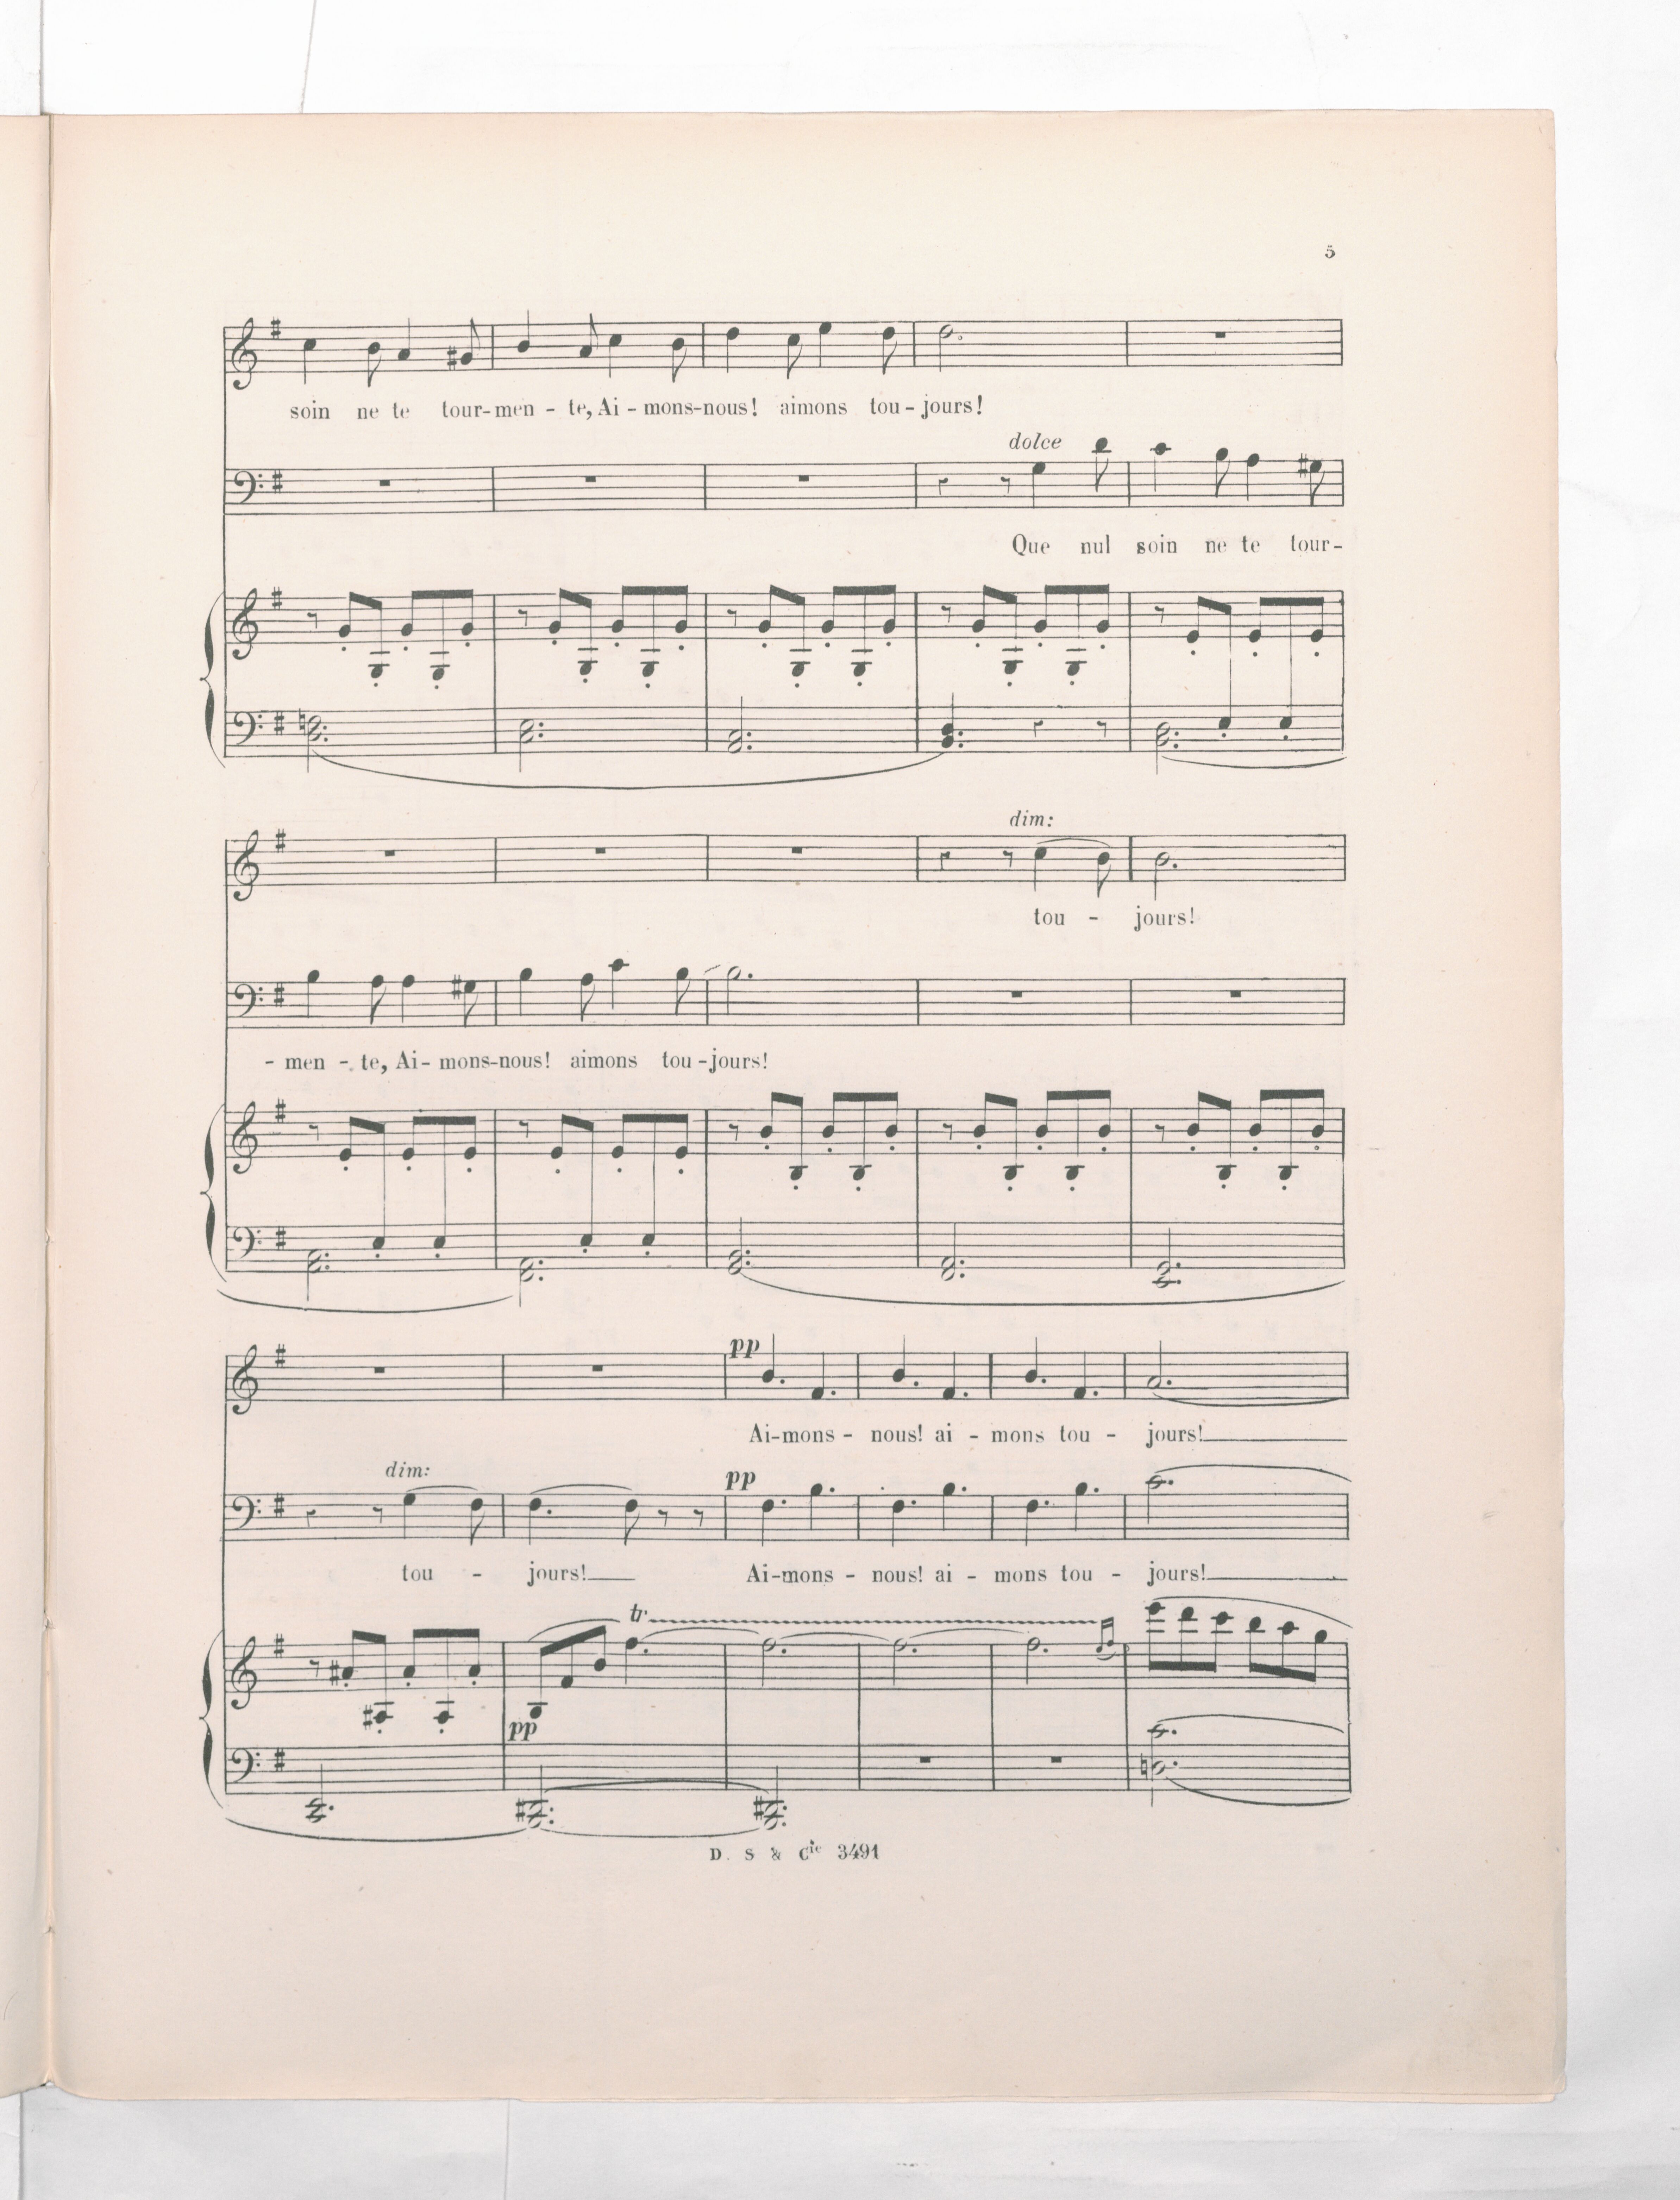 5
soin ne te tour-men - te, Ai - mons-nous! aimons tou - jours!
dolce
Que nul soin ne te tour-
dim:
tou - jours!
- men - te, Ai - mons-nous! aimons tou - jours!
pp
Ai-mons - nous! ai - mons tou - jours!
dim:
pp
tou - jours! Ai-mons - nous! ai - mons tou - jours!
tr
pp
D. S & Cie 3491